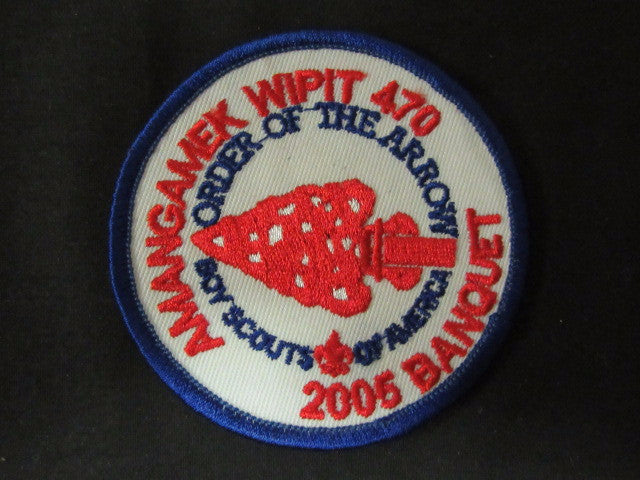 AMANGAMEK WIPIT 470
ORDER OF THE ARROW
BOY SCOUTS OF AMERICA
2005 BANQUET